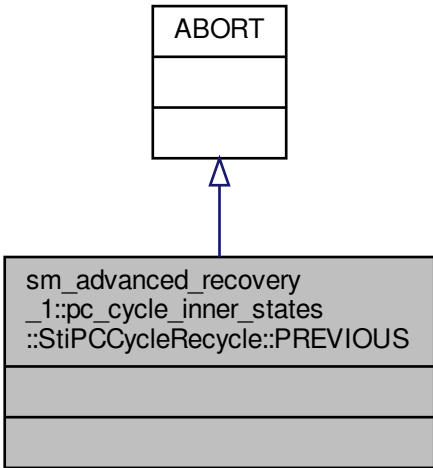 ABORT
sm_advanced_recovery
_1::pc_cycle_inner_states
::StiPCCycleRecycle::PREVIOUS